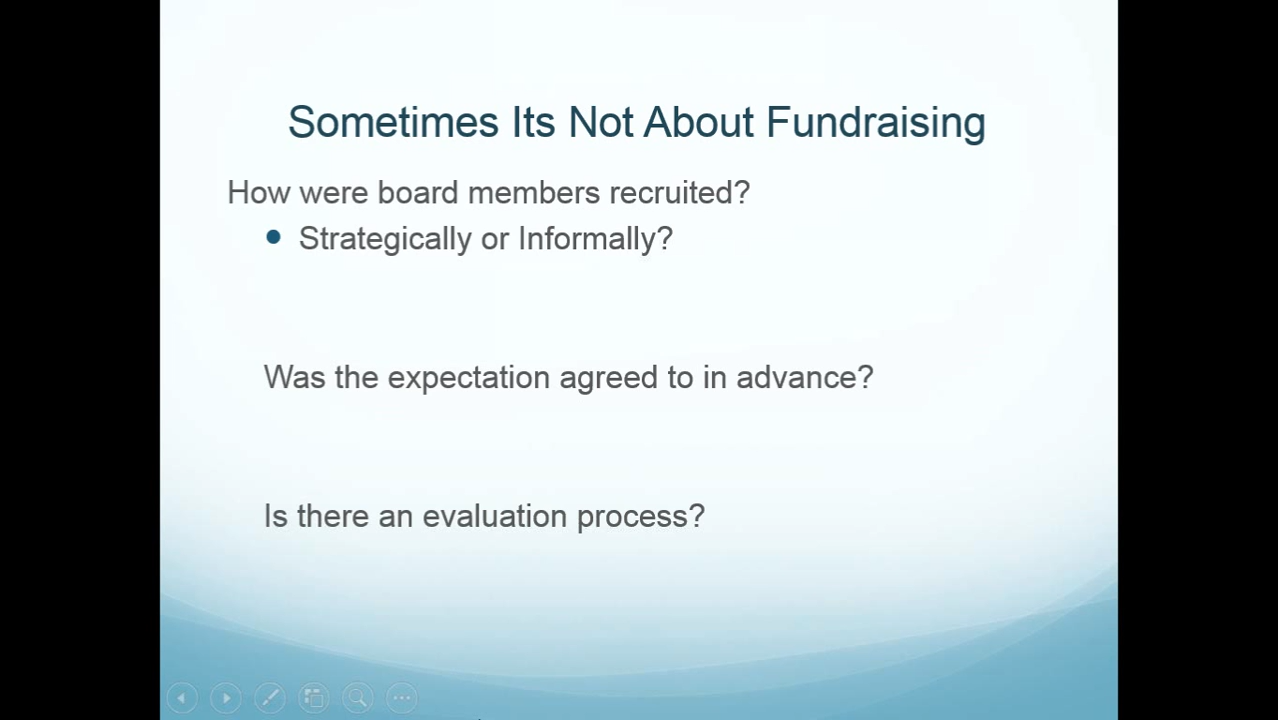 Sometimes Its Not About Fundraising
How were board members recruited?
Strategically or Informally?
Was the expectation agreed to in advance?
Is there an evaluation process?